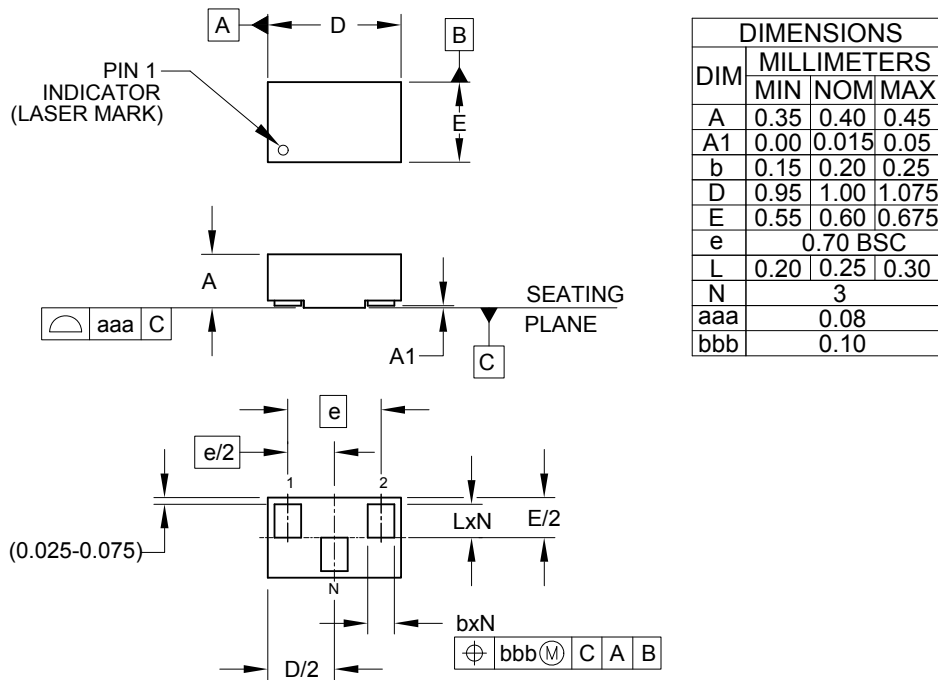 A
D
B
PIN 1
INDICATOR
(LASER MARK)
E
A
aaa C
A1
SEATING
PLANE
C
e
e/2
1 2
(0.025-0.075)
LxN
E/2
N
bxN
bbb Ⓜ C A B
D/2
DIMENSIONS
DIM MILLIMETERS
MIN NOM MAX
A 0.35 0.40 0.45
A1 0.00 0.015 0.05
b 0.15 0.20 0.25
D 0.95 1.00 1.075
E 0.55 0.60 0.675
e 0.70 BSC
L 0.20 0.25 0.30
N 3
aaa 0.08
bbb 0.10